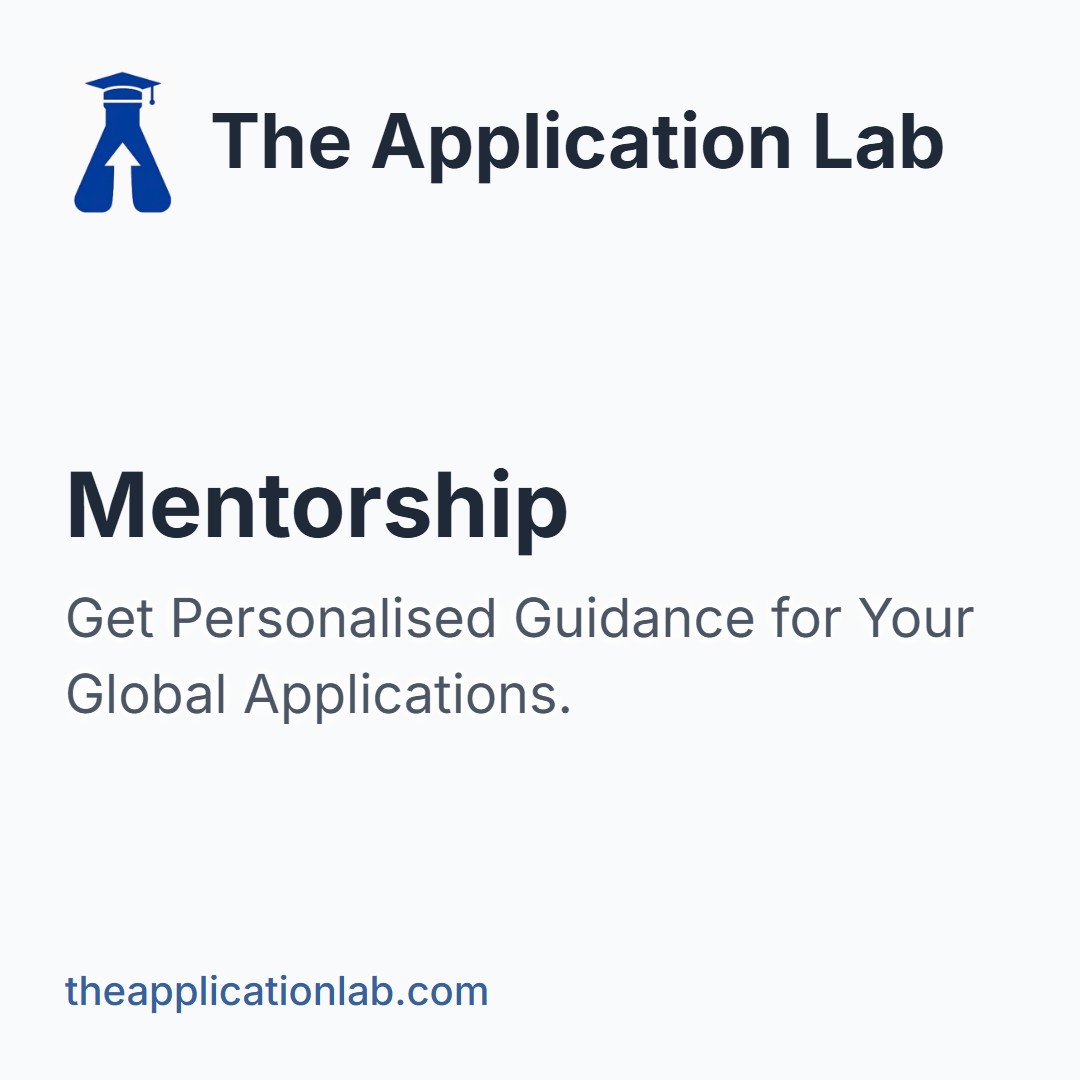 The Application Lab
Mentorship
Get Personalised Guidance for Your
Global Applications.
theapplicationlab.com